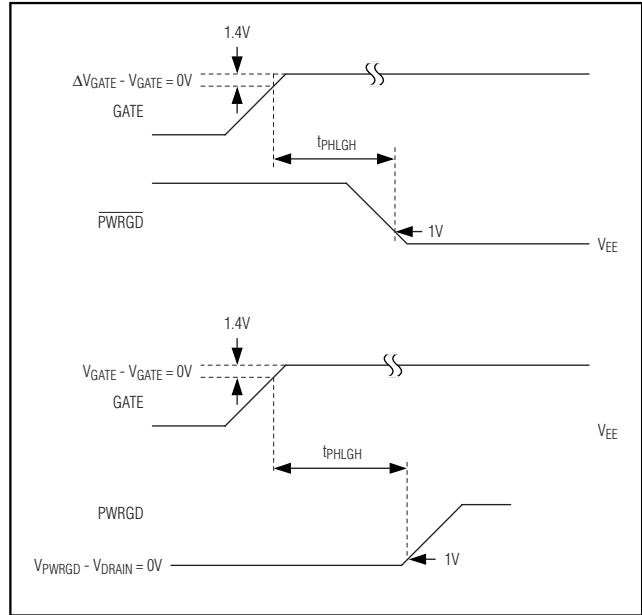 1.4V
ΔVGATE - VGATE = 0V
GATE
tPHLGH
PWRGD
1V
VEE
1.4V
VGATE - VGATE = 0V
GATE
VEE
tPHLGH
PWRGD
VPWRGD - VDRAIN = 0V
1V